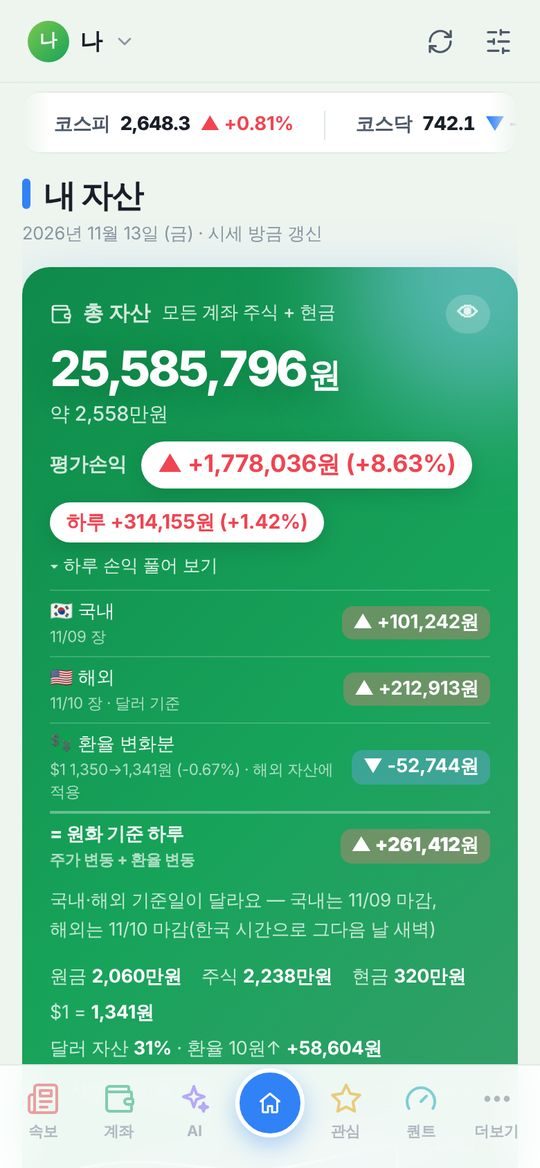 나 나
코스피 2,648.3 ▲ +0.81% 코스닥 742.1 ▼
내 자산
2026년 11월 13일 (금) · 시세 방금 갱신
총 자산 모든 계좌 주식 + 현금
25,585,796원
약 2,558만원
평가손익 ▲ +1,778,036원 (+8.63%)
하루 +314,155원 (+1.42%)
하루 손익 풀어 보기
🇰🇷 국내 ▲ +101,242원
11/09 장
🇺🇸 해외 ▲ +212,913원
11/10 장 · 달러 기준
💱 환율 변화분 ▼ -52,744원
$1 1,350→1,341원 (-0.67%) · 해외 자산에
적용
= 원화 기준 하루 ▲ +261,412원
주가 변동 + 환율 변동
국내·해외 기준일이 달라요 — 국내는 11/09 마감,
해외는 11/10 마감(한국 시간으로 그다음 날 새벽)
원금 2,060만원 주식 2,238만원 현금 320만원
$1 = 1,341원
달러 자산 31% · 환율 10원↑ +58,604원
속보 계좌 AI 관심 퀀트 더보기